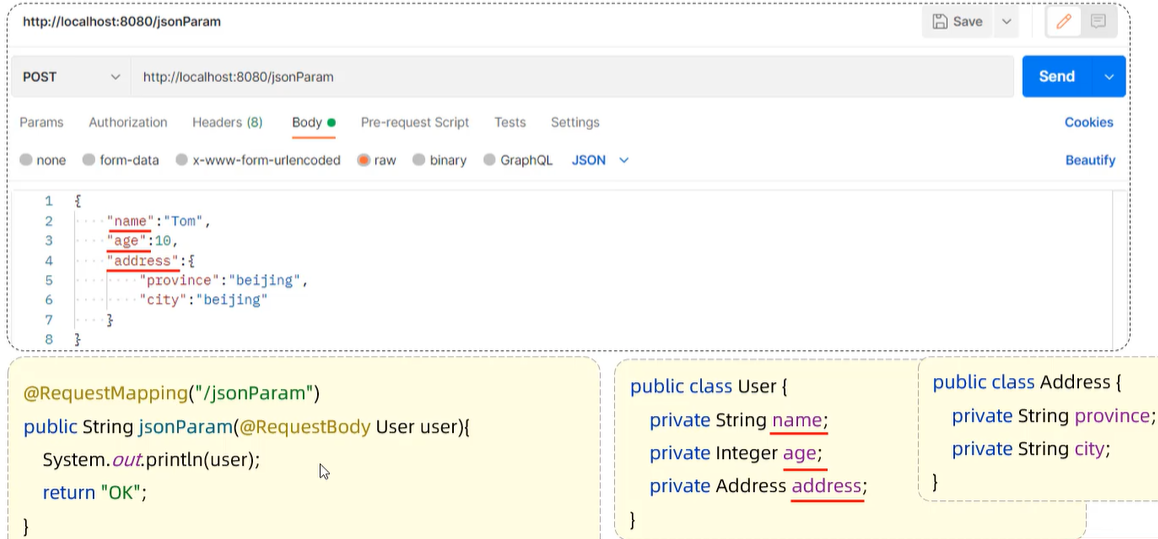 http://localhost:8080/jsonParam
Save
POST
http://localhost:8080/jsonParam
Send
Params Authorization Headers (8) Body Pre-request Script Tests Settings Cookies
none form-data x-www-form-urlencoded raw binary GraphQL JSON Beautify
1 {
2 "name":"Tom",
3 "age":10,
4 "address":{
5 "province":"beijing",
6 "city":"beijing"
7 }
8 }
@RequestMapping("/jsonParam")
public String jsonParam(@RequestBody User user){
System.out.println(user);
return "OK";
}
public class User {
private String name;
private Integer age;
private Address address;
}
public class Address {
private String province;
private String city;
}